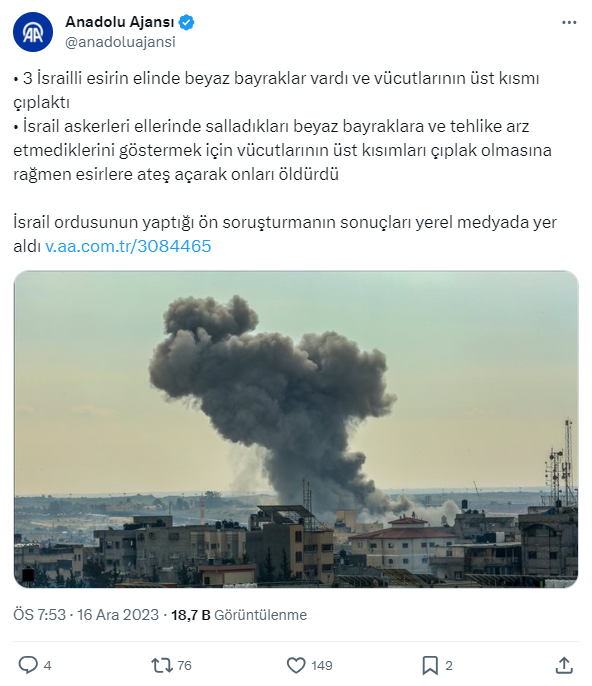 Anadolu Ajansı
@anadoluajansi
• 3 İsrailli esirin elinde beyaz bayraklar vardı ve vücutlarının üst kısmı
çıplaktı
• İsrail askerleri ellerinde salladıkları beyaz bayraklara ve tehlike arz
etmediklerini göstermek için vücutlarının üst kısımları çıplak olmasına
rağmen esirlere ateş açarak onları öldürdü
İsrail ordusunun yaptığı ön soruşturmanın sonuçları yerel medyada yer
aldı v.aa.com.tr/3084465
ÖS 7:53 · 16 Ara 2023 · 18,7 B Görüntülenme
4 76 149 2